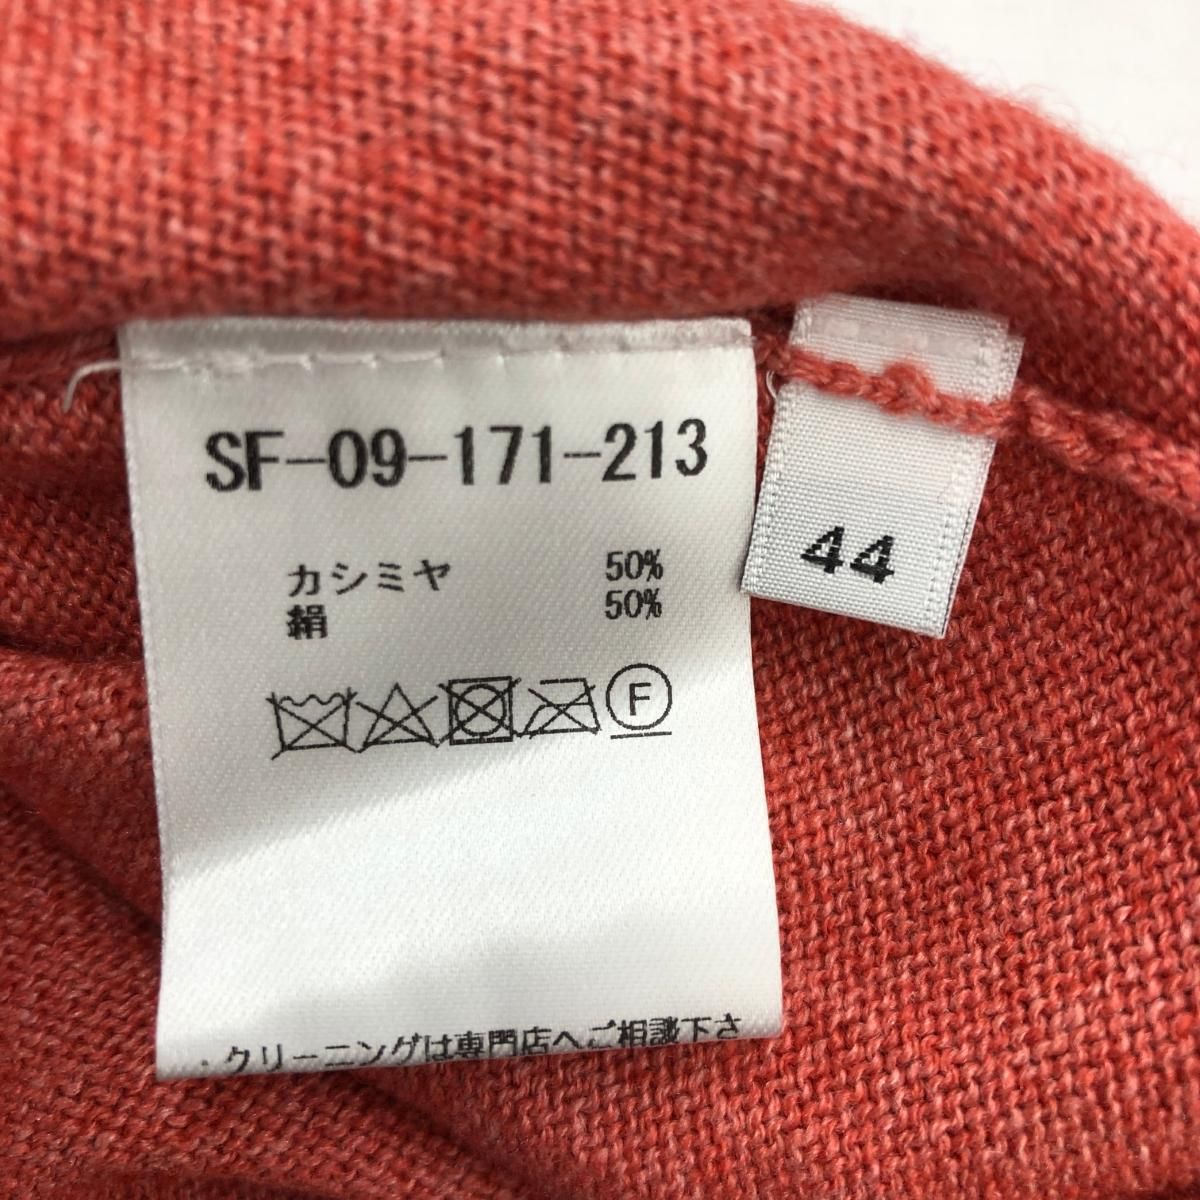 SF-09-171-213
カシミヤ 50%
絹 50%
F
・クリーニングは専門店へご相談下さ
44